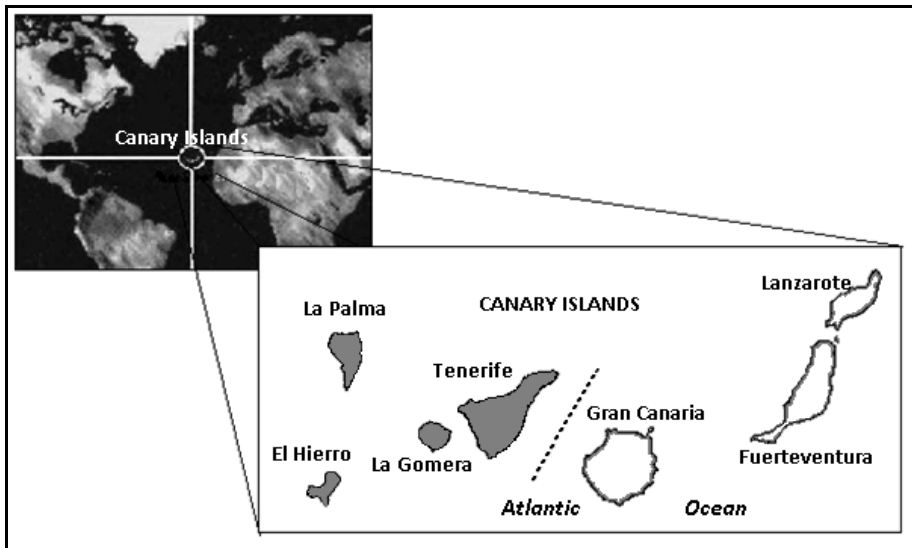 Canary Islands
Lanzarote
La Palma
CANARY ISLANDS
Tenerife
Gran Canaria
El Hierro
La Gomera
Fuerteventura
Atlantic Ocean